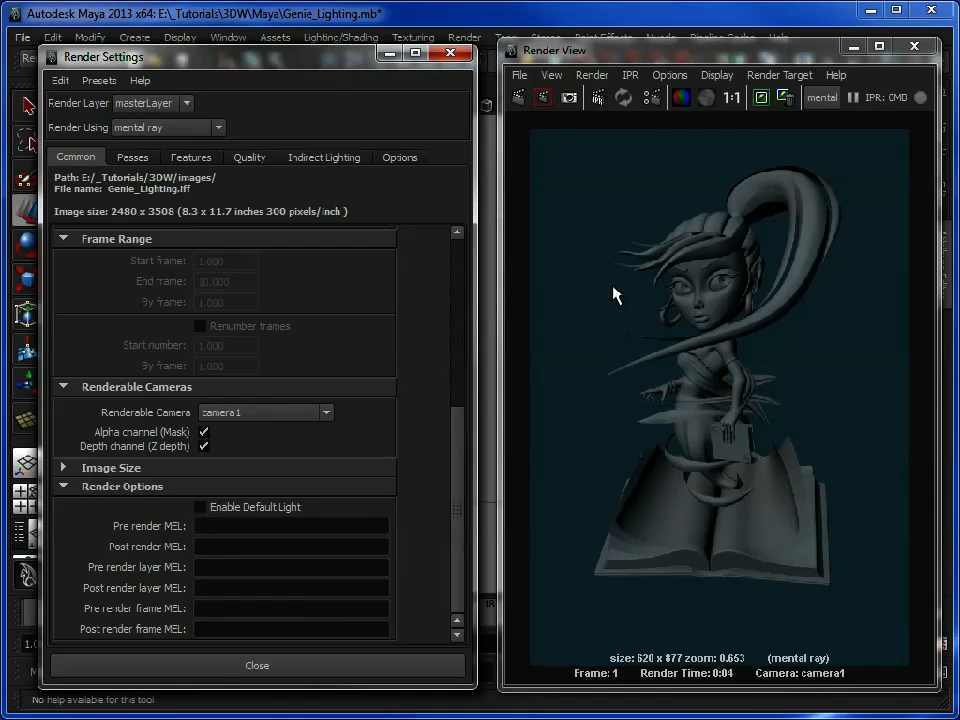 Autodesk Maya 2013 x64: E:\_Tutorials\3DW\Maya\Genie_Lighting.mb*
File Edit Modify Create Display Window Assets Lighting/Shading Texturing Render
Render Settings
Edit Presets Help
Render Layer masterLayer
Render Using mental ray
Common Passes Features Quality Indirect Lighting Options
Path: E:/_Tutorials/3DW/images/
File name: Genie_Lighting.iff
Image size: 2480 x 3508 (8.3 x 11.7 inches 300 pixels/inch )
Frame Range
Start frame: 1.000
End frame: 10.000
By frame: 1.000
Renumber frames
Start number: 1.000
By frame: 1.000
Renderable Cameras
Renderable Camera camera1
Alpha channel (Mask)
Depth channel (Z depth)
Image Size
Render Options
Enable Default Light
Pre render MEL:
Post render MEL:
Pre render layer MEL:
Post render layer MEL:
Pre render frame MEL:
Post render frame MEL:
Close
No help available for this tool
Render View
File View Render IPR Options Display Render Target Help
1:1 mental IPR: 0MB
size: 620 x 877 zoom: 0.653 (mental ray)
Frame: 1 Render Time: 0:04 Camera: camera1